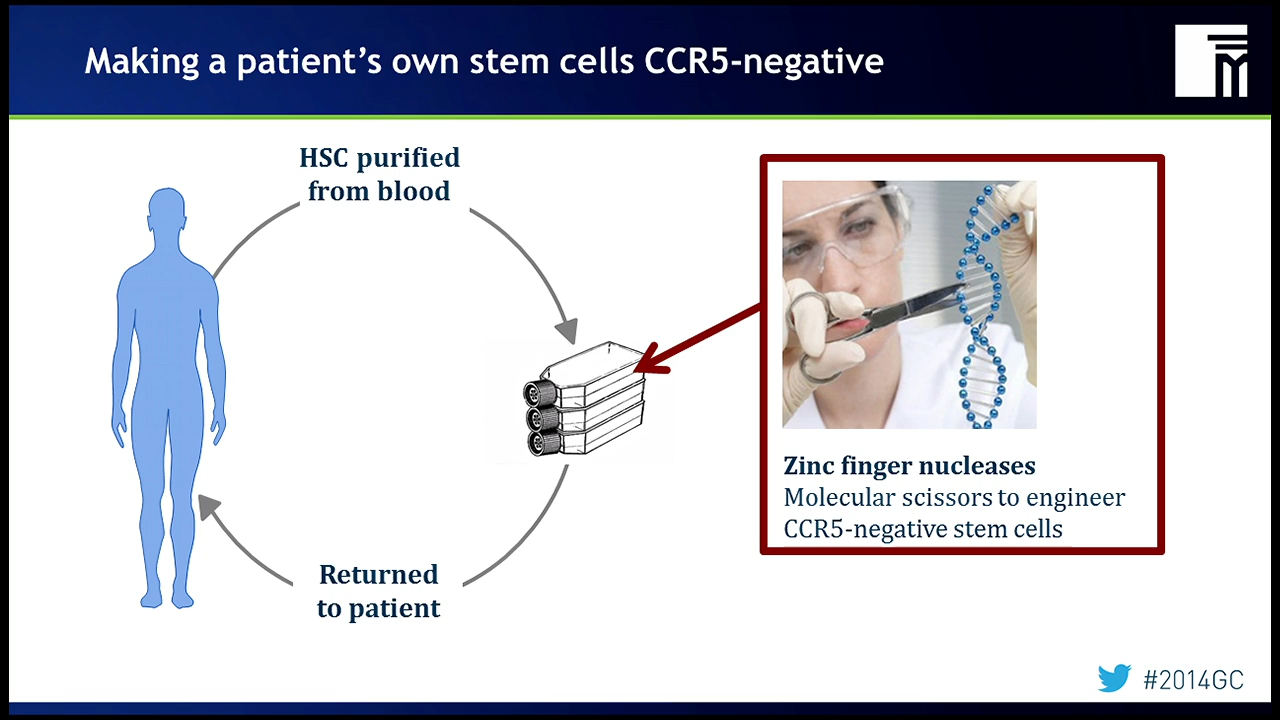 Making a patient's own stem cells CCR5-negative
HSC purified
from blood
Zinc finger nucleases
Molecular scissors to engineer
CCR5-negative stem cells
Returned
to patient
#2014GC